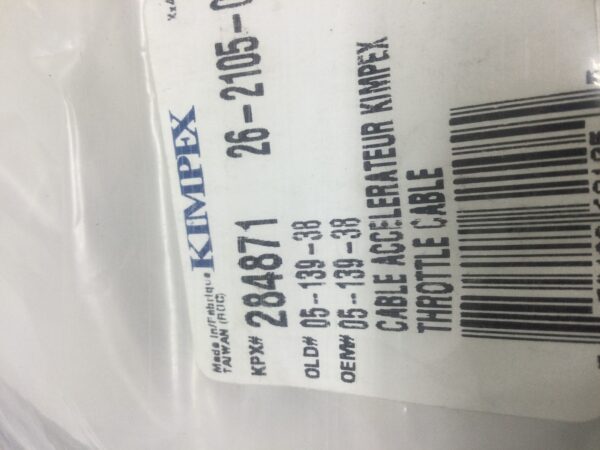 Made in/Fabriqué
TAIWAN (ROC)
KIMPEX
KPX# 284871 26-2105-
OLD# 05-139-38
OEM# 05-139-38
CABLE ACCELERATEUR KIMPEX
THROTTLE CABLE